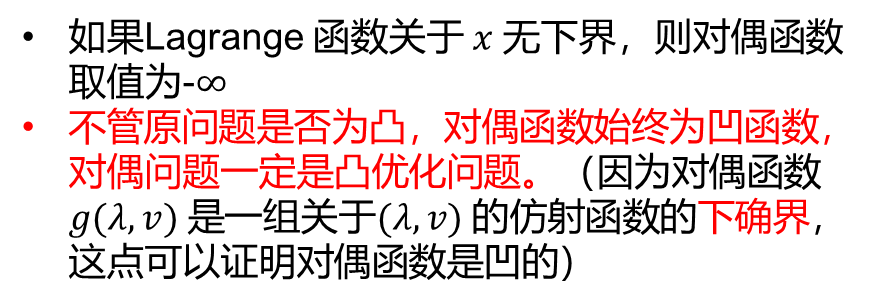 • 如果Lagrange 函数关于 𝑥 无下界，则对偶函数
取值为-∞
• 不管原问题是否为凸，对偶函数始终为凹函数，
对偶问题一定是凸优化问题。（因为对偶函数
𝑔(𝜆, 𝑣) 是一组关于(𝜆, 𝑣) 的仿射函数的下确界，
这点可以证明对偶函数是凹的）